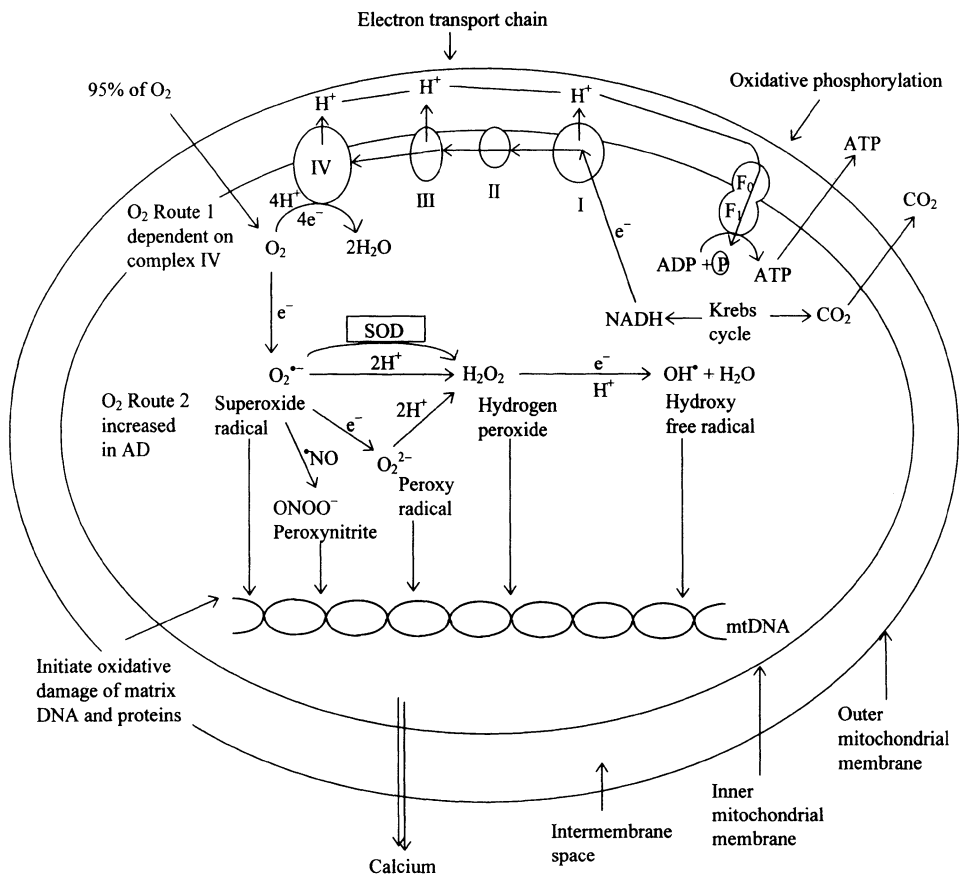 Electron transport chain
95% of O₂
H⁺
H⁺
H⁺
Oxidative phosphorylation
ATP
IV
III
II
I
F₀
F₁
CO₂
4H⁺
4e⁻
O₂ Route 1
dependent on
complex IV
O₂
2H₂O
e⁻
ADP + P
ATP
NADH
Krebs
cycle
CO₂
e⁻
SOD
O₂•⁻
2H⁺
H₂O₂
e⁻
H⁺
OH• + H₂O
O₂ Route 2
increased
in AD
Superoxide
radical
e⁻
2H⁺
Hydrogen
peroxide
Hydroxy
free radical
•NO
O₂²⁻
Peroxy
radical
ONOO⁻
Peroxynitrite
mtDNA
Initiate oxidative
damage of matrix
DNA and proteins
Outer
mitochondrial
membrane
Inner
mitochondrial
membrane
Intermembrane
space
Calcium